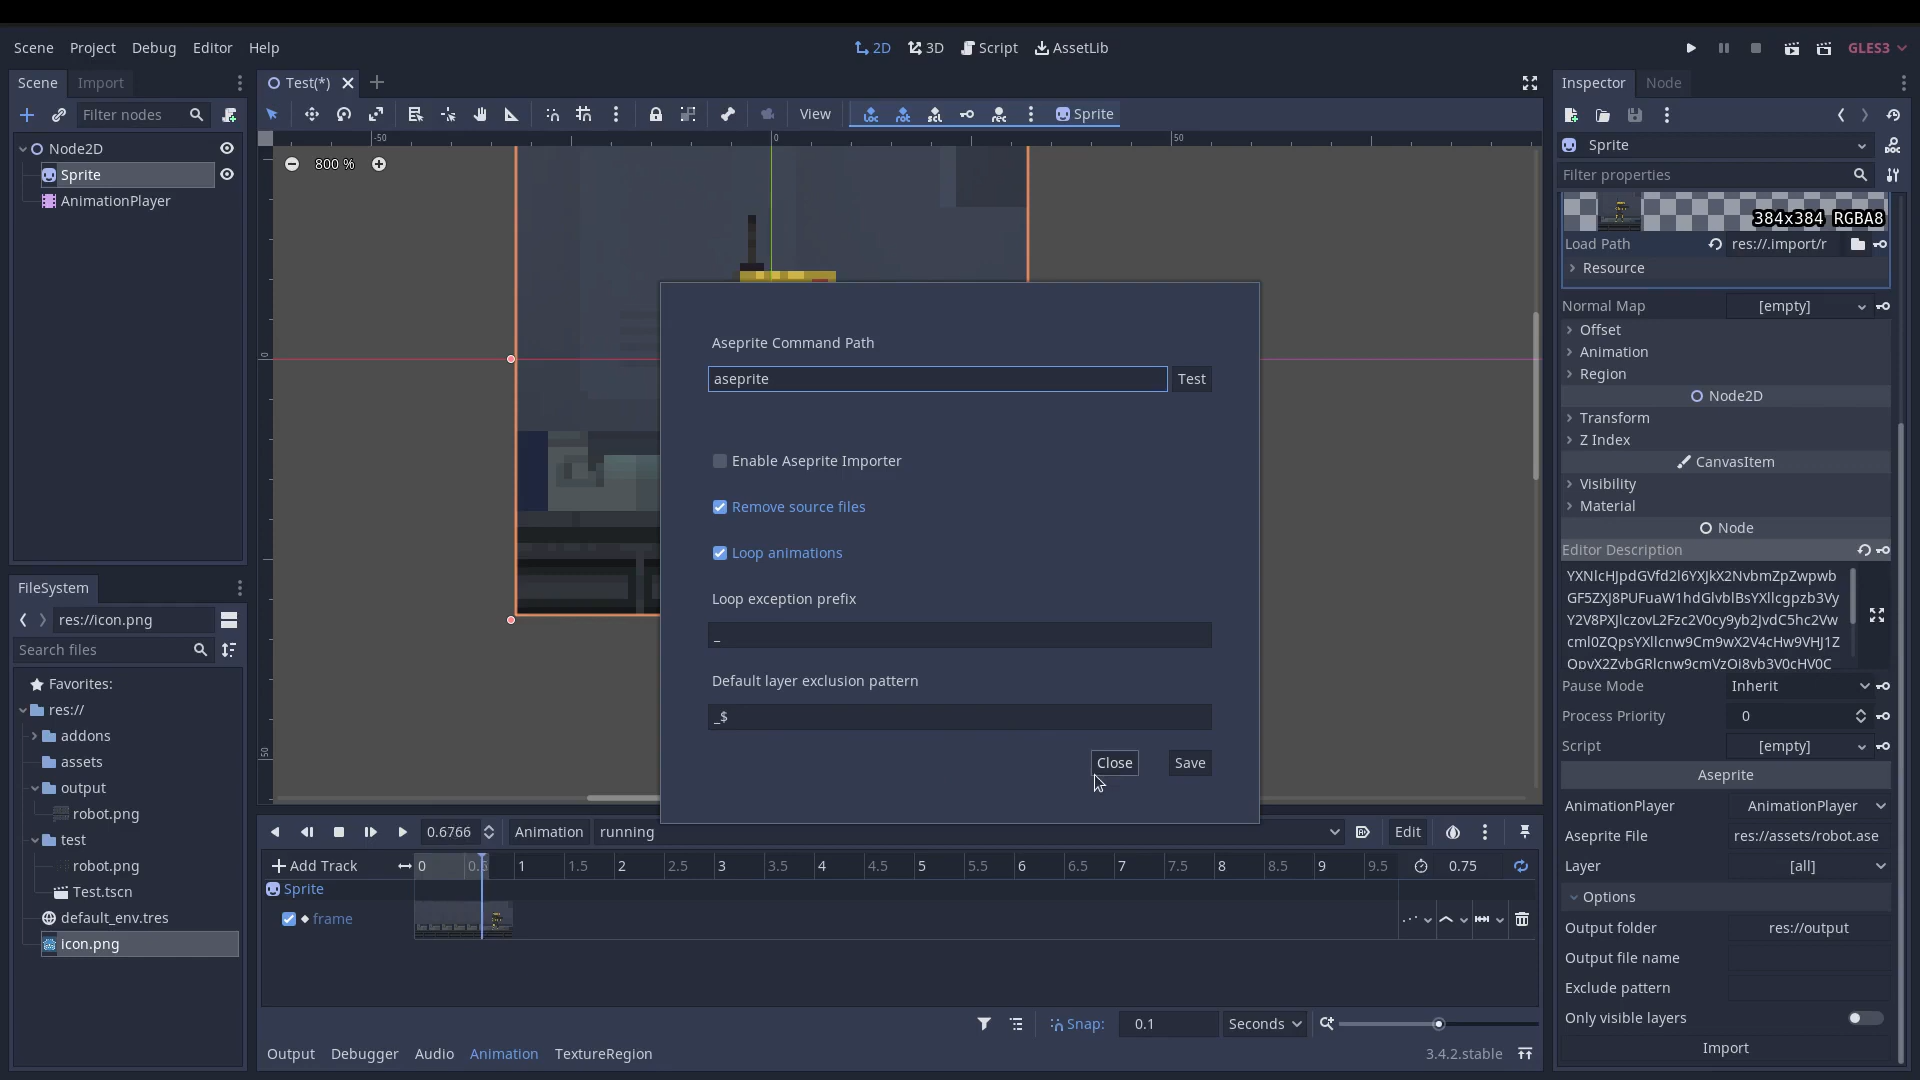 Scene Project Debug Editor Help
2D 3D Script AssetLib
GLES3
Scene Import
Filter nodes
Node2D
Sprite
AnimationPlayer
FileSystem
res://icon.png
Search files
Favorites:
res://
addons
assets
output
robot.png
test
robot.png
Test.tscn
default_env.tres
icon.png
Test(*)
View
Sprite
-50 0 50
800 %
0
50
Aseprite Command Path
aseprite Test
Enable Aseprite Importer
Remove source files
Loop animations
Loop exception prefix
_
Default layer exclusion pattern
_$
Close Save
0.6766 Animation running Edit
Add Track 0 0.5 1 1.5 2 2.5 3 3.5 4 4.5 5 5.5 6 6.5 7 7.5 8 8.5 9 9.5 0.75
Sprite
frame
Snap: 0.1 Seconds
Output Debugger Audio Animation TextureRegion 3.4.2.stable
Inspector Node
Sprite
Filter properties
384x384 RGBA8
Load Path res://.import/r
Resource
Normal Map [empty]
Offset
Animation
Region
Node2D
Transform
Z Index
CanvasItem
Visibility
Material
Node
Editor Description
YXNlcHJpdGVfd2l6YXJkX2NvbmZpZwpwb
GF5ZXJ8PUFuaW1hdGlvblBsYXllcgpzb3Vy
Y2V8PXJlczovL2Fzc2V0cy9yb2JvdC5hc2Vw
cml0ZQpsYXllcnw9Cm9wX2V4cHw9VHJ1Z
Pause Mode Inherit
Process Priority 0
Script [empty]
Aseprite
AnimationPlayer AnimationPlayer
Aseprite File res://assets/robot.ase
Layer [all]
Options
Output folder res://output
Output file name
Exclude pattern
Only visible layers
Import